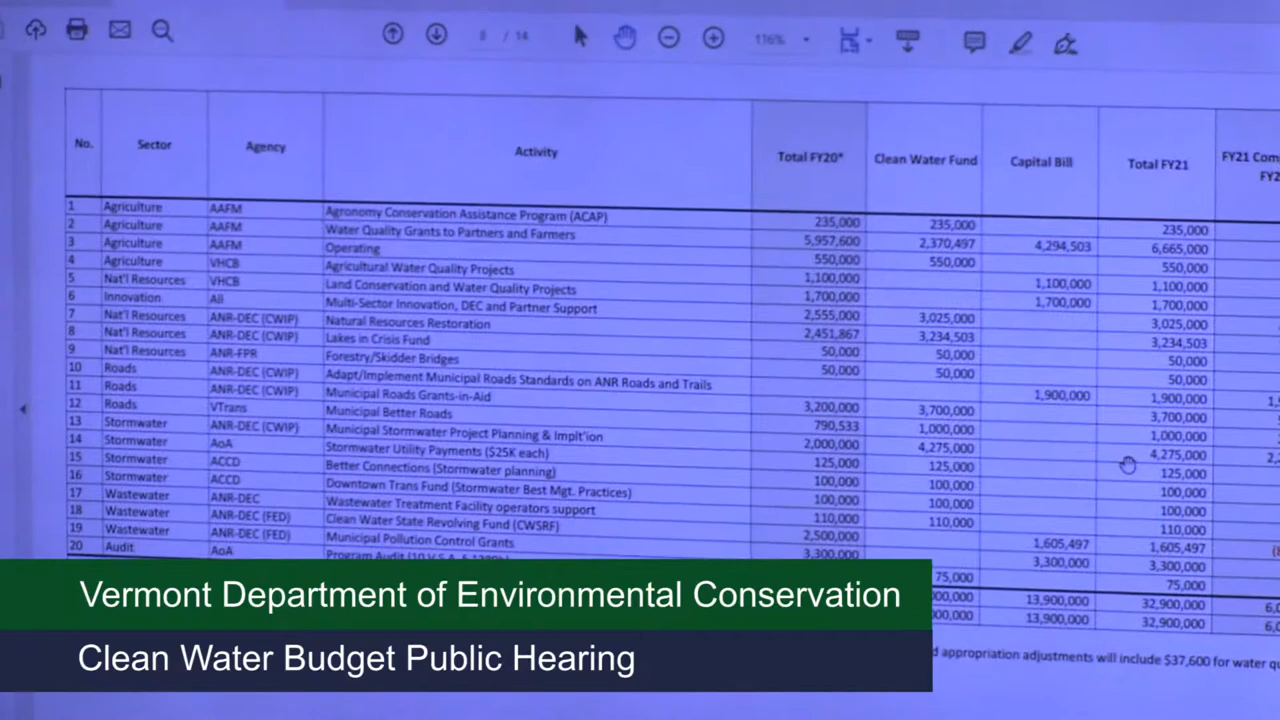 8 / 14
116%
No. Sector Agency Activity Total FY20* Clean Water Fund Capital Bill Total FY21 FY21 Com
1 Agriculture AAFM Agronomy Conservation Assistance Program (ACAP) 235,000 235,000 235,000
2 Agriculture AAFM Water Quality Grants to Partners and Farmers 5,957,600 2,370,497 4,294,503 6,665,000
3 Agriculture AAFM Operating 550,000 550,000 550,000
4 Agriculture VHCB Agricultural Water Quality Projects 1,100,000 1,100,000 1,100,000
5 Nat'l Resources VHCB Land Conservation and Water Quality Projects 1,700,000 1,700,000 1,700,000
6 Innovation All Multi-Sector Innovation, DEC and Partner Support 2,555,000 3,025,000 3,025,000
7 Nat'l Resources ANR-DEC (CWIP) Natural Resources Restoration 2,451,867 3,234,503 3,234,503
8 Nat'l Resources ANR-DEC (CWIP) Lakes in Crisis Fund 50,000 50,000 50,000
9 Nat'l Resources ANR-FPR Forestry/Skidder Bridges 50,000 50,000 50,000
10 Roads ANR-DEC (CWIP) Adapt/Implement Municipal Roads Standards on ANR Roads and Trails 1,900,000 1,900,000
11 Roads ANR-DEC (CWIP) Municipal Roads Grants-in-Aid 3,200,000 3,700,000 3,700,000
12 Roads VTrans Municipal Better Roads 790,533 1,000,000 1,000,000
13 Stormwater ANR-DEC (CWIP) Municipal Stormwater Project Planning & Implt'ion 2,000,000 4,275,000 4,275,000
14 Stormwater AoA Stormwater Utility Payments ($25K each) 125,000 125,000 125,000
15 Stormwater ACCD Better Connections (Stormwater planning) 100,000 100,000 100,000
16 Stormwater ACCD Downtown Trans Fund (Stormwater Best Mgt. Practices) 100,000 100,000 100,000
17 Wastewater ANR-DEC Wastewater Treatment Facility operators support 110,000 110,000 110,000
18 Wastewater ANR-DEC (FED) Clean Water State Revolving Fund (CWSRF) 2,500,000 1,605,497 1,605,497
19 Wastewater ANR-DEC (FED) Municipal Pollution Control Grants 3,300,000 3,300,000 3,300,000
20 Audit AoA Program Audit 75,000 75,000
13,900,000 32,900,000
13,900,000 32,900,000
appropriation adjustments will include $37,600 for water
Vermont Department of Environmental Conservation
Clean Water Budget Public Hearing